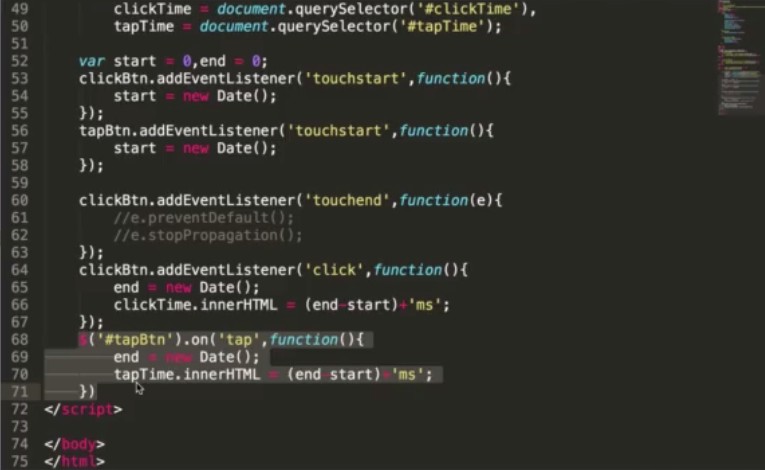 49 clickTime = document.querySelector('#clickTime'),
50 tapTime = document.querySelector('#tapTime');
51
52 var start = 0,end = 0;
53 clickBtn.addEventListener('touchstart',function(){
54 start = new Date();
55 });
56 tapBtn.addEventListener('touchstart',function(){
57 start = new Date();
58 });
59
60 clickBtn.addEventListener('touchend',function(e){
61 //e.preventDefault();
62 //e.stopPropagation();
63 });
64 clickBtn.addEventListener('click',function(){
65 end = new Date();
66 clickTime.innerHTML = (end-start)+'ms';
67 });
68 $('#tapBtn').on('tap',function(){
69 end = new Date();
70 tapTime.innerHTML = (end-start)+'ms';
71 })
72 </script>
73
74 </body>
75 </html>